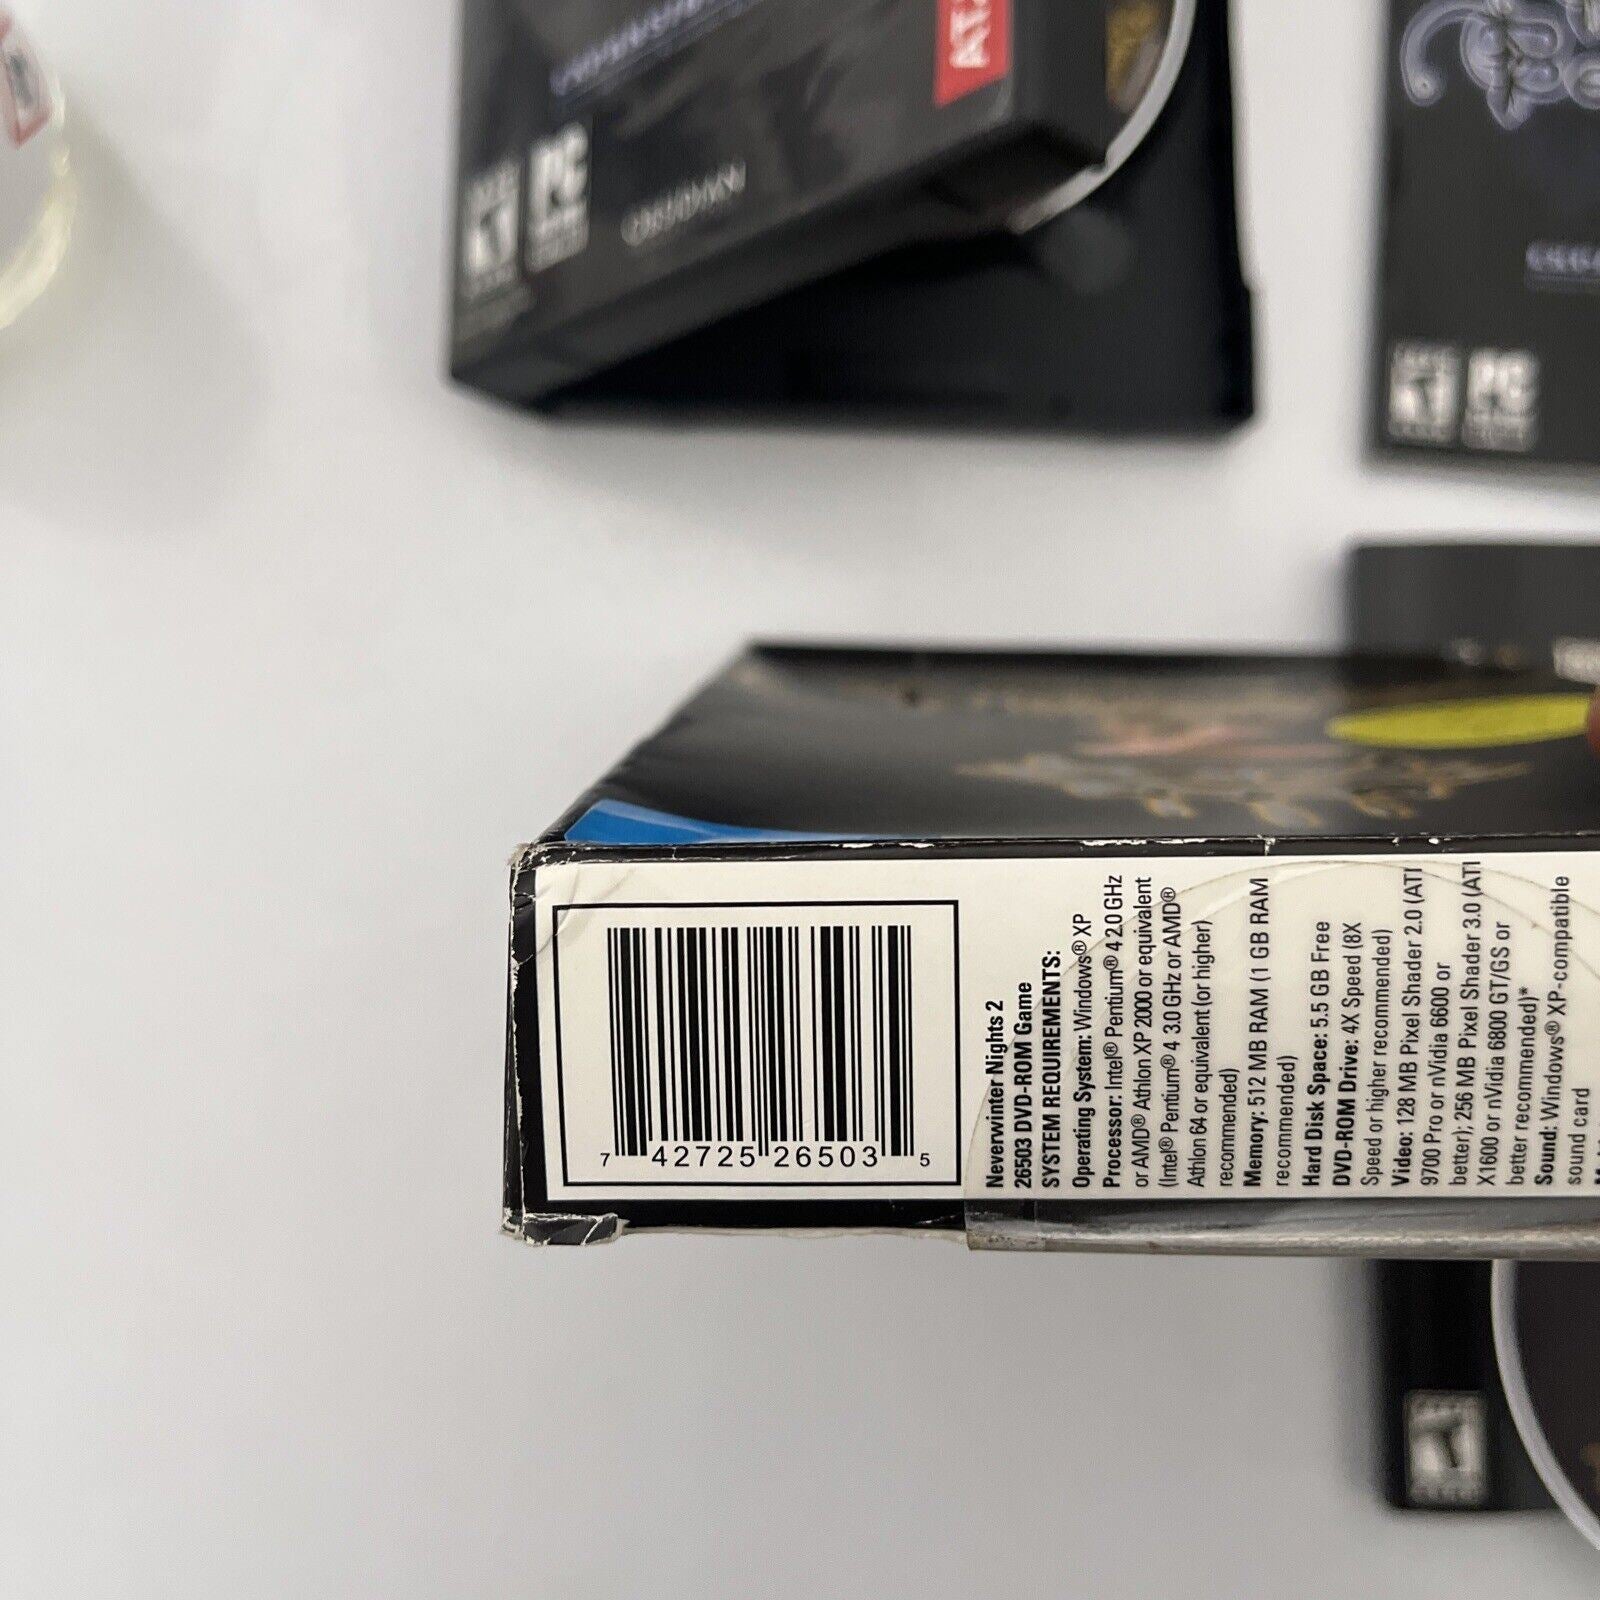 AT
PC
OBSIDIAN
PC
7 42725 26503 5
Neverwinter Nights 2
26503 DVD-ROM Game
SYSTEM REQUIREMENTS:
Operating System: Windows® XP
Processor: Intel® Pentium® 4 2.0 GHz
or AMD® Athlon XP 2000 or equivalent
(Intel® Pentium® 4 3.0 GHz or AMD®
Athlon 64 or equivalent (or higher)
recommended)
Memory: 512 MB RAM (1 GB RAM
recommended)
Hard Disk Space: 5.5 GB Free
DVD-ROM Drive: 4X Speed (8X
Speed or higher recommended)
Video: 128 MB Pixel Shader 2.0 (ATI
9700 Pro or nVidia 6600 or
better); 256 MB Pixel Shader 3.0 (ATI
X1600 or nVidia 6800 GT/GS or
better recommended)*
Sound: Windows® XP-compatible
sound card
T